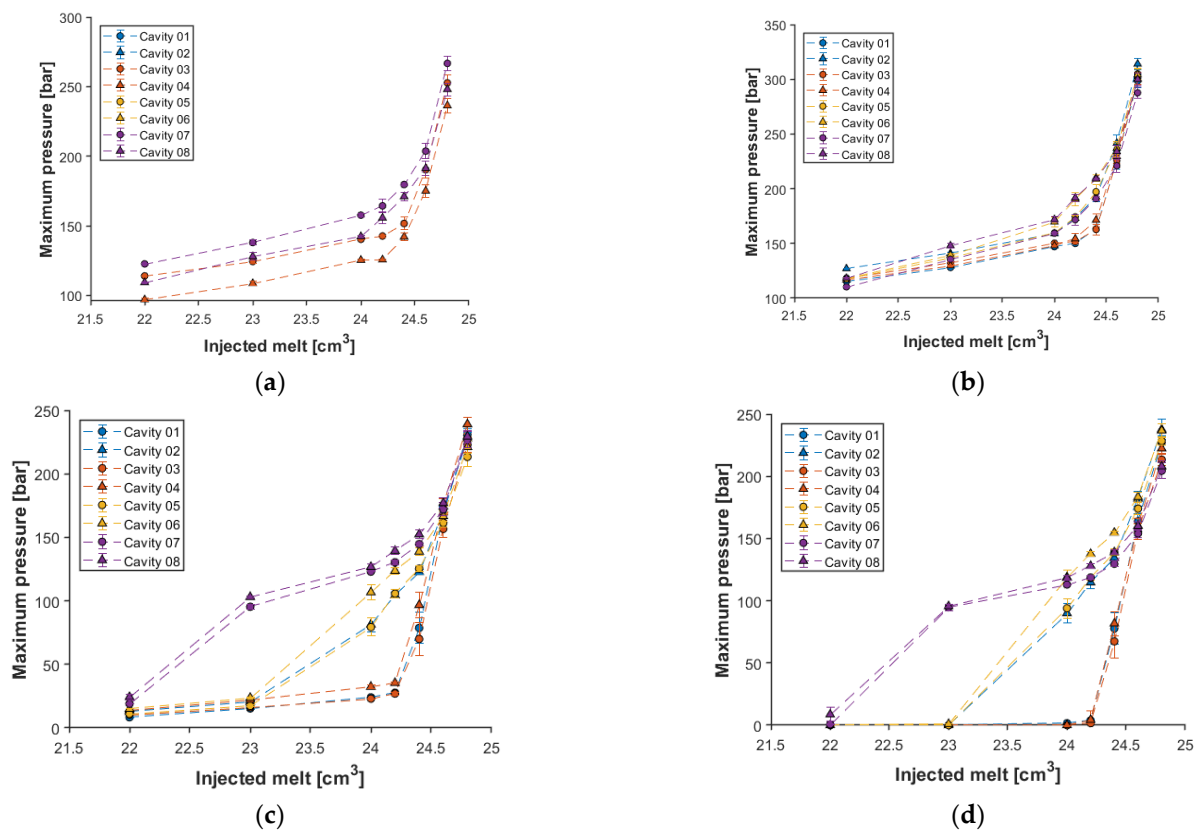 300
250
200
150
100
Maximum pressure [bar]
Cavity 01
Cavity 02
Cavity 03
Cavity 04
Cavity 05
Cavity 06
Cavity 07
Cavity 08
21.5 22 22.5 23 23.5 24 24.5 25
Injected melt [cm³]
(a)
350
300
250
200
150
100
Maximum pressure [bar]
Cavity 01
Cavity 02
Cavity 03
Cavity 04
Cavity 05
Cavity 06
Cavity 07
Cavity 08
21.5 22 22.5 23 23.5 24 24.5 25
Injected melt [cm³]
(b)
250
200
150
100
50
0
Maximum pressure [bar]
Cavity 01
Cavity 02
Cavity 03
Cavity 04
Cavity 05
Cavity 06
Cavity 07
Cavity 08
21.5 22 22.5 23 23.5 24 24.5 25
Injected melt [cm³]
(c)
250
200
150
100
50
0
Maximum pressure [bar]
Cavity 01
Cavity 02
Cavity 03
Cavity 04
Cavity 05
Cavity 06
Cavity 07
Cavity 08
21.5 22 22.5 23 23.5 24 24.5 25
Injected melt [cm³]
(d)